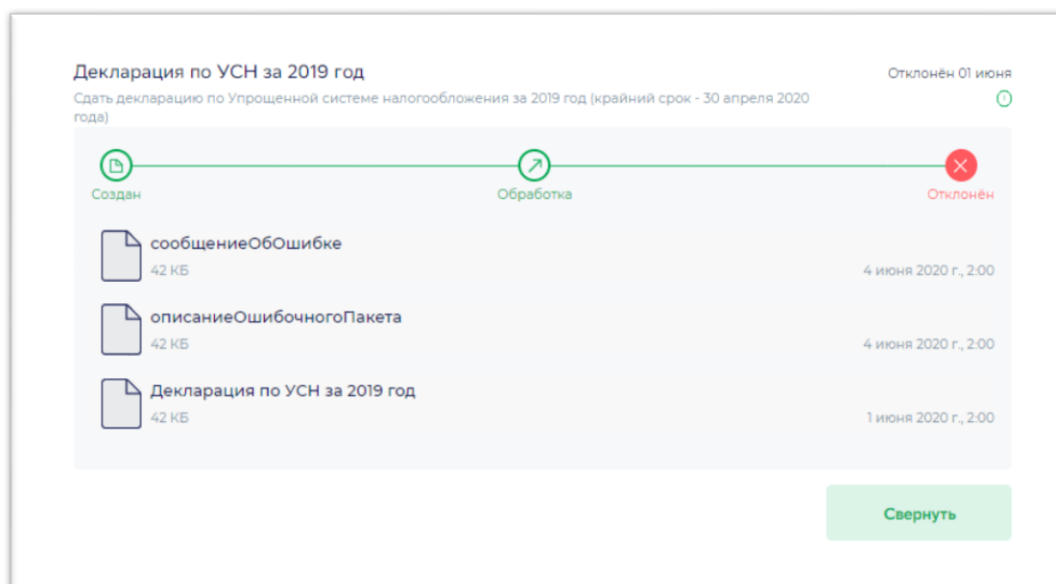 Декларация по УСН за 2019 год
Отклонён 01 июня
Сдать декларацию по Упрощенной системе налогообложения за 2019 год (крайний срок - 30 апреля 2020
года)
Создан
Обработка
Отклонён
сообщениеОбОшибке
42 КБ
4 июня 2020 г., 2:00
описаниеОшибочногоПакета
42 КБ
4 июня 2020 г., 2:00
Декларация по УСН за 2019 год
42 КБ
1 июня 2020 г., 2:00
Свернуть